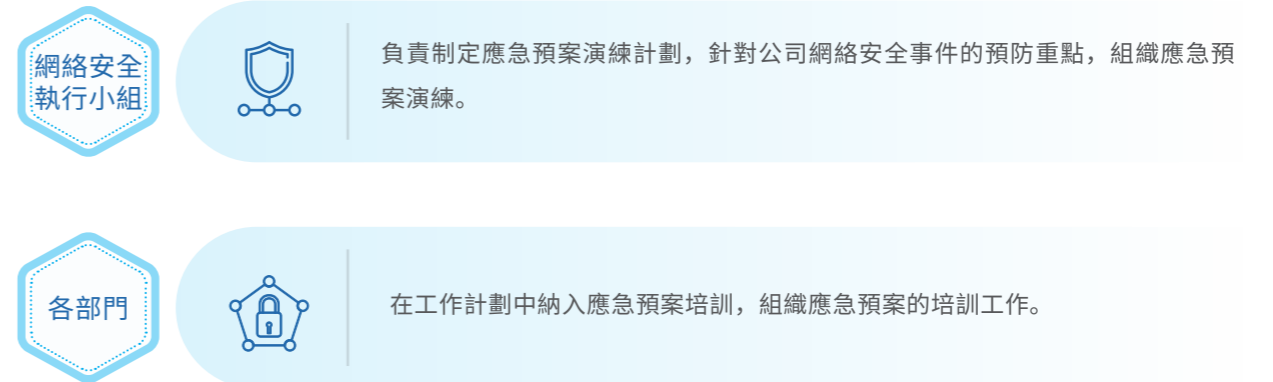 網絡安全
執行小組
負責制定應急預案演練計劃，針對公司網絡安全事件的預防重點，組織應急預
案演練。
各部門
在工作計劃中納入應急預案培訓，組織應急預案的培訓工作。